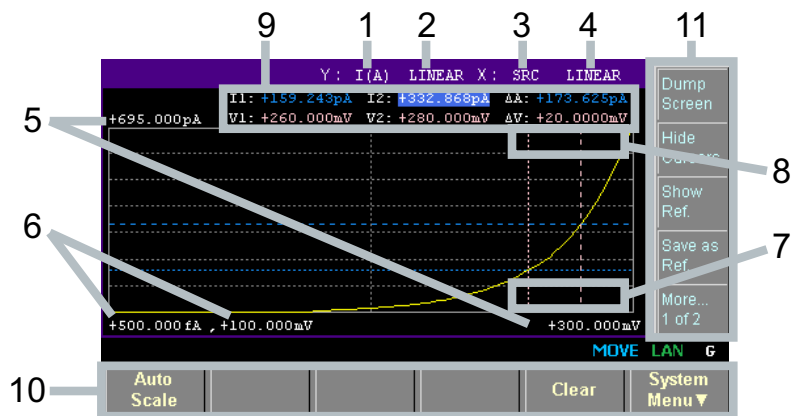 9 1 2 3 4 11
Y: I(A) LINEAR X: SRC LINEAR
I1: +159.243pA I2: +332.868pA ΔA: +173.625pA
V1: +260.000mV V2: +280.000mV ΔV: +20.0000mV
+695.000pA
5
8
6
7
+500.000 fA , +100.000mV
+300.000mV
MOVE LAN G
Dump
Screen
Hide
Cursors
Show
Ref.
Save as
Ref
More...
1 of 2
10
Auto
Scale
Clear
System
Menu▼